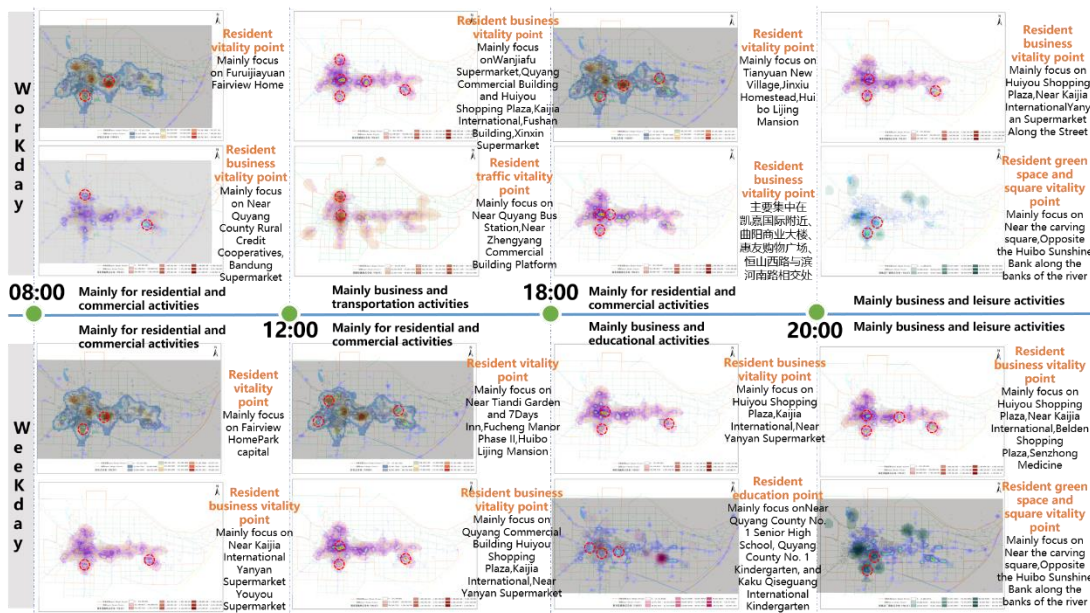 WorKday
Resident
vitality point
Mainly focus
on Furuijiayuan
Fairview Home
Resident business
vitality point
Mainly focus
onWanjiafu
Supermarket,Quyang
Commercial Building
and Huiyou
Shopping Plaza,Kaijia
International,Fushan
Building,Xinxin
Supermarket
Resident
vitality point
Mainly focus on
Tianyuan New
Village,Jinxiu
Homestead,Hui
bo Lijing
Mansion
Resident
business
vitality point
Mainly focus on
Huiyou Shopping
Plaza,Near Kaijia
InternationalYany
an Supermarket
Along the Street
Resident
business
vitality point
Mainly focus
on Near
Quyang
County Rural
Credit
Cooperatives,
Bandung
Supermarket
Resident
traffic vitality
point
Mainly focus on
Near Quyang Bus
Station,Near
Zhengyang
Commercial
Building Platform
Resident
business
vitality point
主要集中在
凯嘉国际附近、
曲阳商业大楼、
惠友购物广场、
恒山西路与滨
河南路相交处
Resident green
space and
square vitality
point
Mainly focus on
Near the carving
square,Opposite
the Huibo Sunshine
Bank along the
banks of the river
08:00
Mainly for residential and
commercial activities
Mainly business and
transportation activities
18:00
Mainly for residential and
commercial activities
Mainly business and leisure activities
Mainly for residential and
commercial activities
12:00
Mainly for residential and
commercial activities
Mainly business and
educational activities
20:00
Mainly business and leisure activities
WeeKday
Resident
vitality
point
Mainly focus
on Fairview
HomePark
capital
Resident vitality
point
Mainly focus on
Near Tiandi Garden
and 7Days
Inn,Fucheng Manor
Phase II,Huibo
Lijing Mansion
Resident business
vitality point
Mainly focus on
Huiyou Shopping
Plaza,Kaijia
International,Near
Yanyan Supermarket
Resident
business vitality
point
Mainly focus on
Huiyou Shopping
Plaza,Near Kaijia
International,Belden
Shopping
Plaza,Senzhong
Medicine
Resident
business vitality
point
Mainly focus on
Near Kaijia
International
Yanyan
Supermarket
Youyou
Supermarket
Resident business
vitality point
Mainly focus on
Quyang Commercial
Building Huiyou
Shopping
Plaza,Kaijia
International,Near
Yanyan Supermarket
Resident
education point
Mainly focus onNear
Quyang County No.
1 Senior High
School, Quyang
County No. 1
Kindergarten, and
Kaku Qiseguang
International
Kindergarten
Resident green
space and
square vitality
point
Mainly focus on
Near the carving
square,Opposite
the Huibo Sunshine
Bank along the
banks of the river